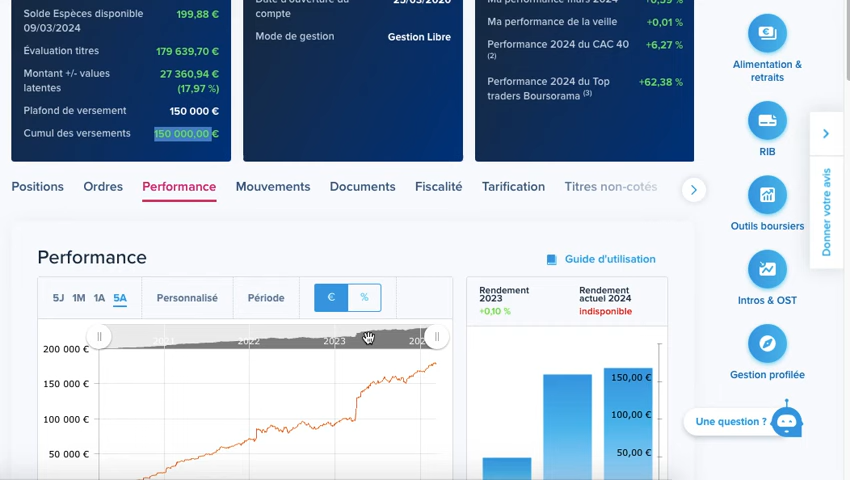 Solde Espèces disponible 199,88 €
09/03/2024
Évaluation titres 179 639,70 €
Montant +/- values 27 360,94 €
latentes (17,97 %)
Plafond de versement 150 000 €
Cumul des versements 150 000,00 €
compte
Mode de gestion Gestion Libre
Ma performance de la veille +0,01 %
Performance 2024 du CAC 40 +6,27 %
(2)
Performance 2024 du Top +62,38 %
traders Boursorama (3)
Alimentation &
retraits
RIB
Outils boursiers
Intros & OST
Gestion profilée
Donner votre avis
Positions Ordres Performance Mouvements Documents Fiscalité Tarification Titres non-cotés
Performance
Guide d'utilisation
5J 1M 1A 5A Personnalisé Période € %
Rendement Rendement
2023 actuel 2024
+0,10 % indisponible
2022 2023
200 000 €
150 000 €
100 000 €
50 000 €
150,00 €
100,00 €
50,00 €
Une question ?